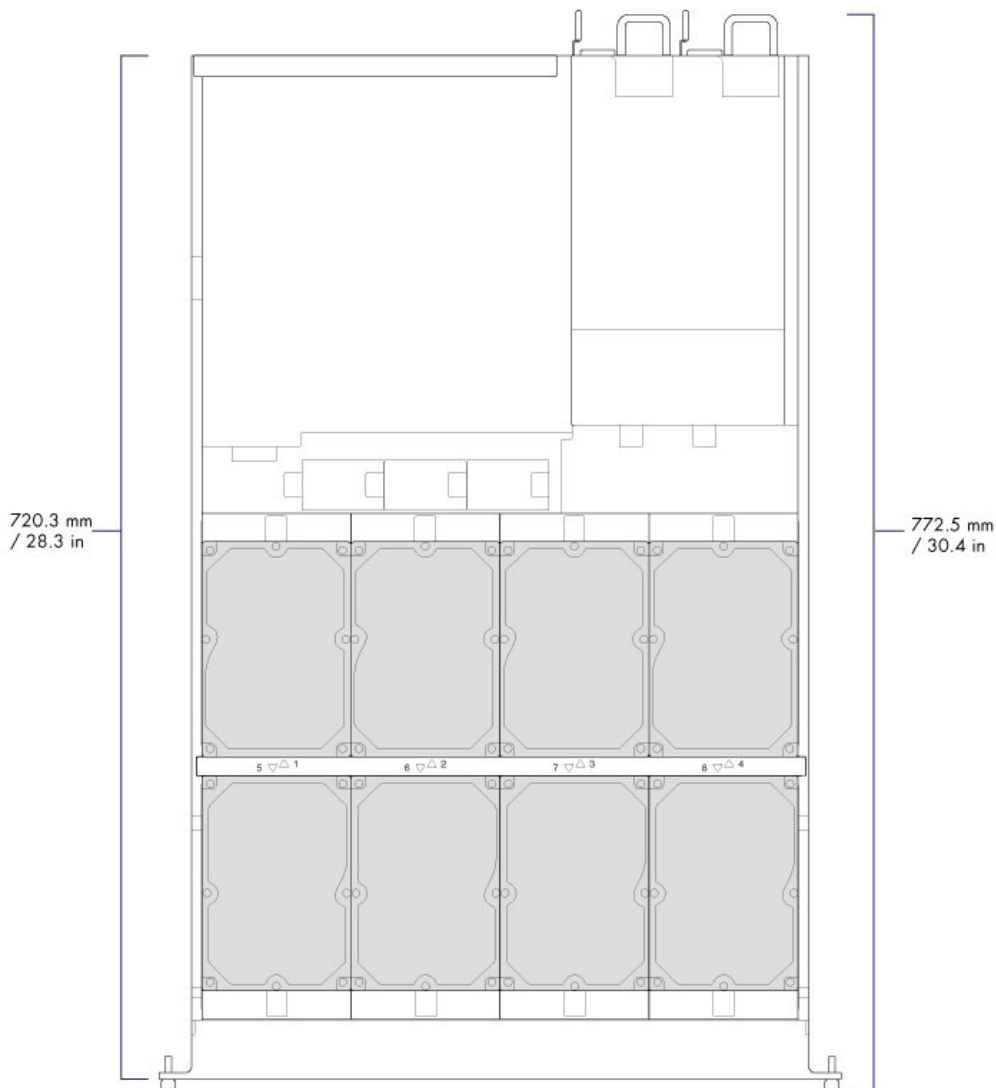 720.3 mm
/ 28.3 in
772.5 mm
/ 30.4 in
5 ▽△ 1
6 ▽△ 2
7 ▽△ 3
8 ▽△ 4